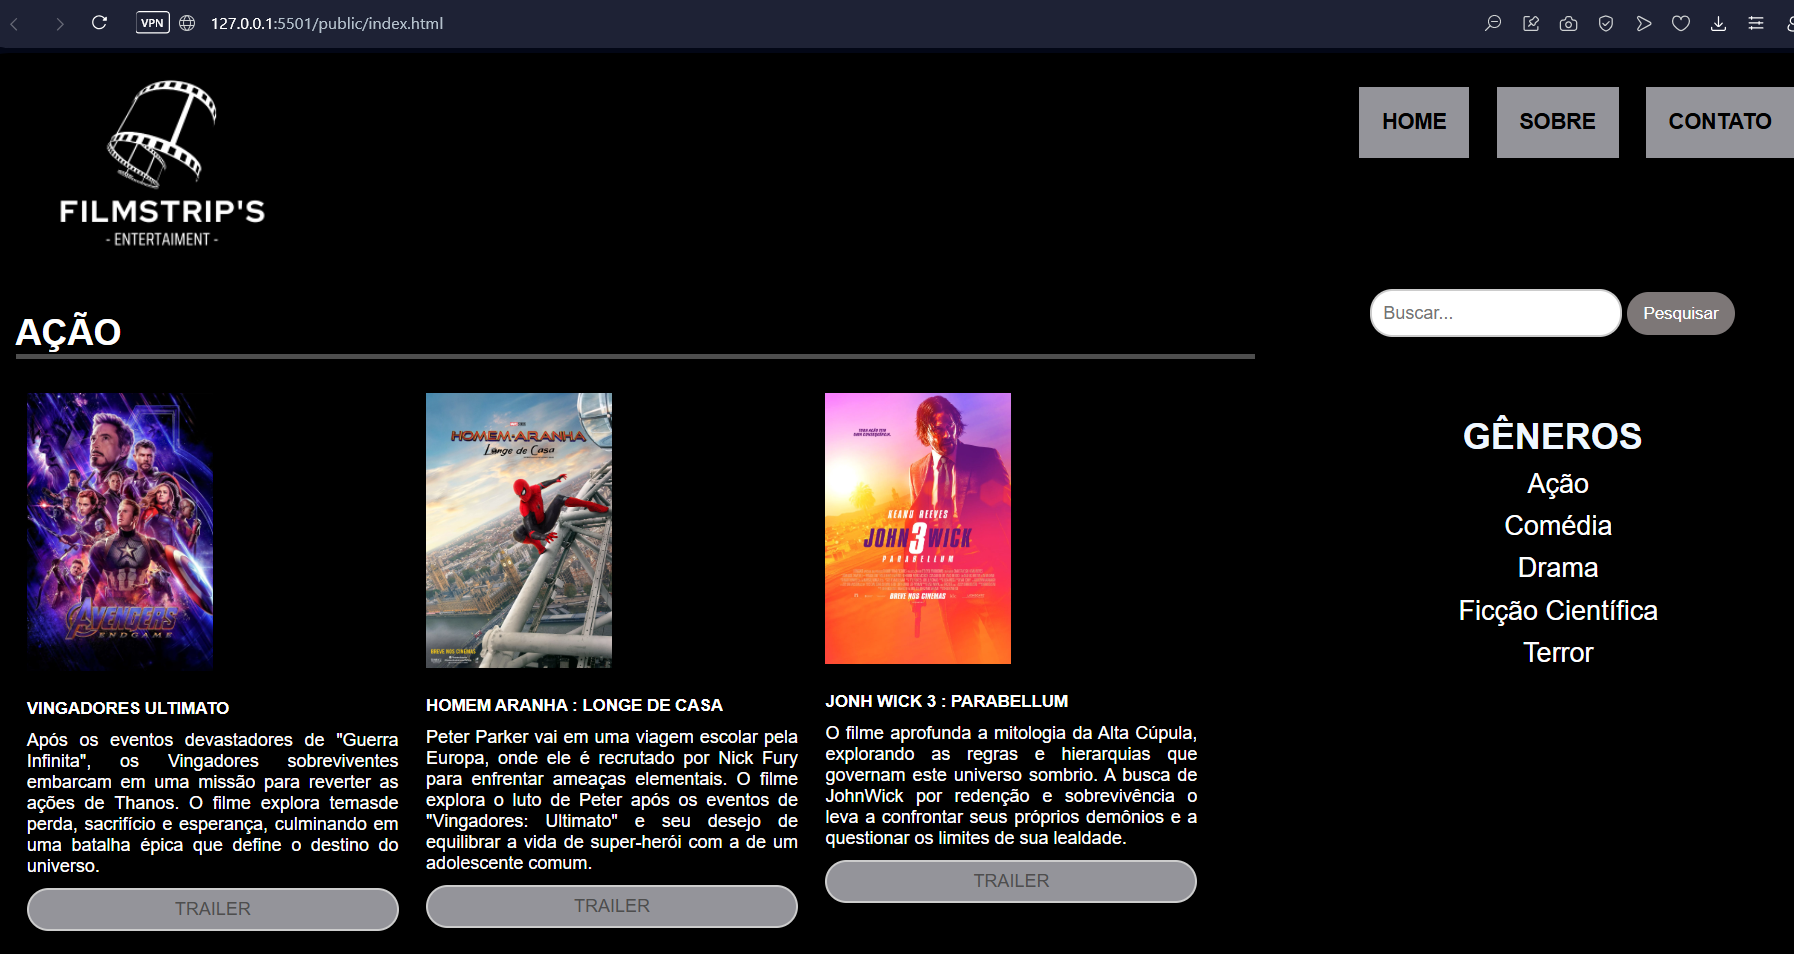 VPN
127.0.0.1:5501/public/index.html
FILMSTRIP'S
- ENTERTAIMENT -
HOME
SOBRE
CONTATO
Buscar...
Pesquisar
AÇÃO
AVENGERS
ENDGAME
VINGADORES ULTIMATO
Após os eventos devastadores de "Guerra
Infinita", os Vingadores sobreviventes
embarcam em uma missão para reverter as
ações de Thanos. O filme explora temasde
perda, sacrifício e esperança, culminando em
uma batalha épica que define o destino do
universo.
TRAILER
HOMEM-ARANHA
Longe de Casa
BREVE NOS CINEMAS
HOMEM ARANHA : LONGE DE CASA
Peter Parker vai em uma viagem escolar pela
Europa, onde ele é recrutado por Nick Fury
para enfrentar ameaças elementais. O filme
explora o luto de Peter após os eventos de
"Vingadores: Ultimato" e seu desejo de
equilibrar a vida de super-herói com a de um
adolescente comum.
TRAILER
KEANU REEVES
JOHN WICK
3
PARABELLUM
BREVE NOS CINEMAS
JONH WICK 3 : PARABELLUM
O filme aprofunda a mitologia da Alta Cúpula,
explorando as regras e hierarquias que
governam este universo sombrio. A busca de
JohnWick por redenção e sobrevivência o
leva a confrontar seus próprios demônios e a
questionar os limites de sua lealdade.
TRAILER
GÊNEROS
Ação
Comédia
Drama
Ficção Científica
Terror